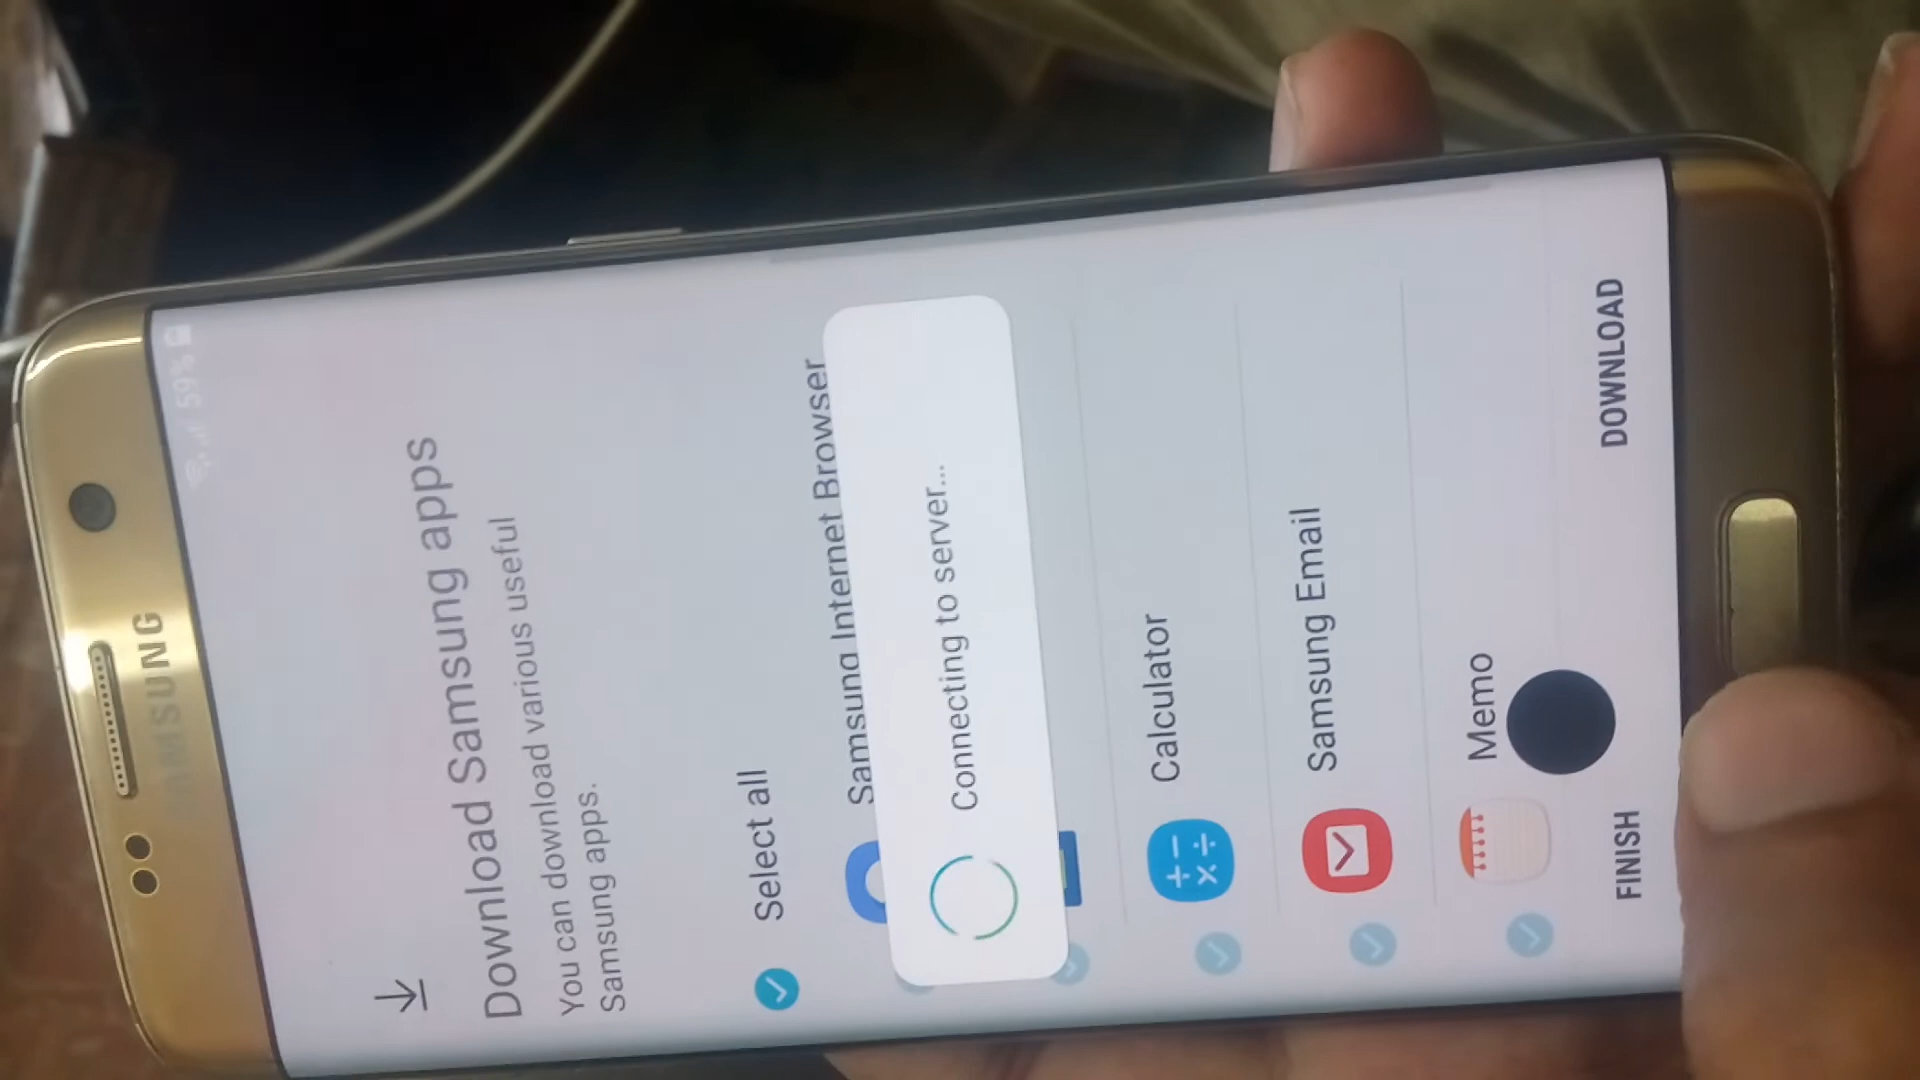 SAMSUNG
59%
Download Samsung apps
You can download various useful
Samsung apps.
Select all
Samsung Internet Browser
Connecting to server...
Calculator
Samsung Email
Memo
FINISH
DOWNLOAD